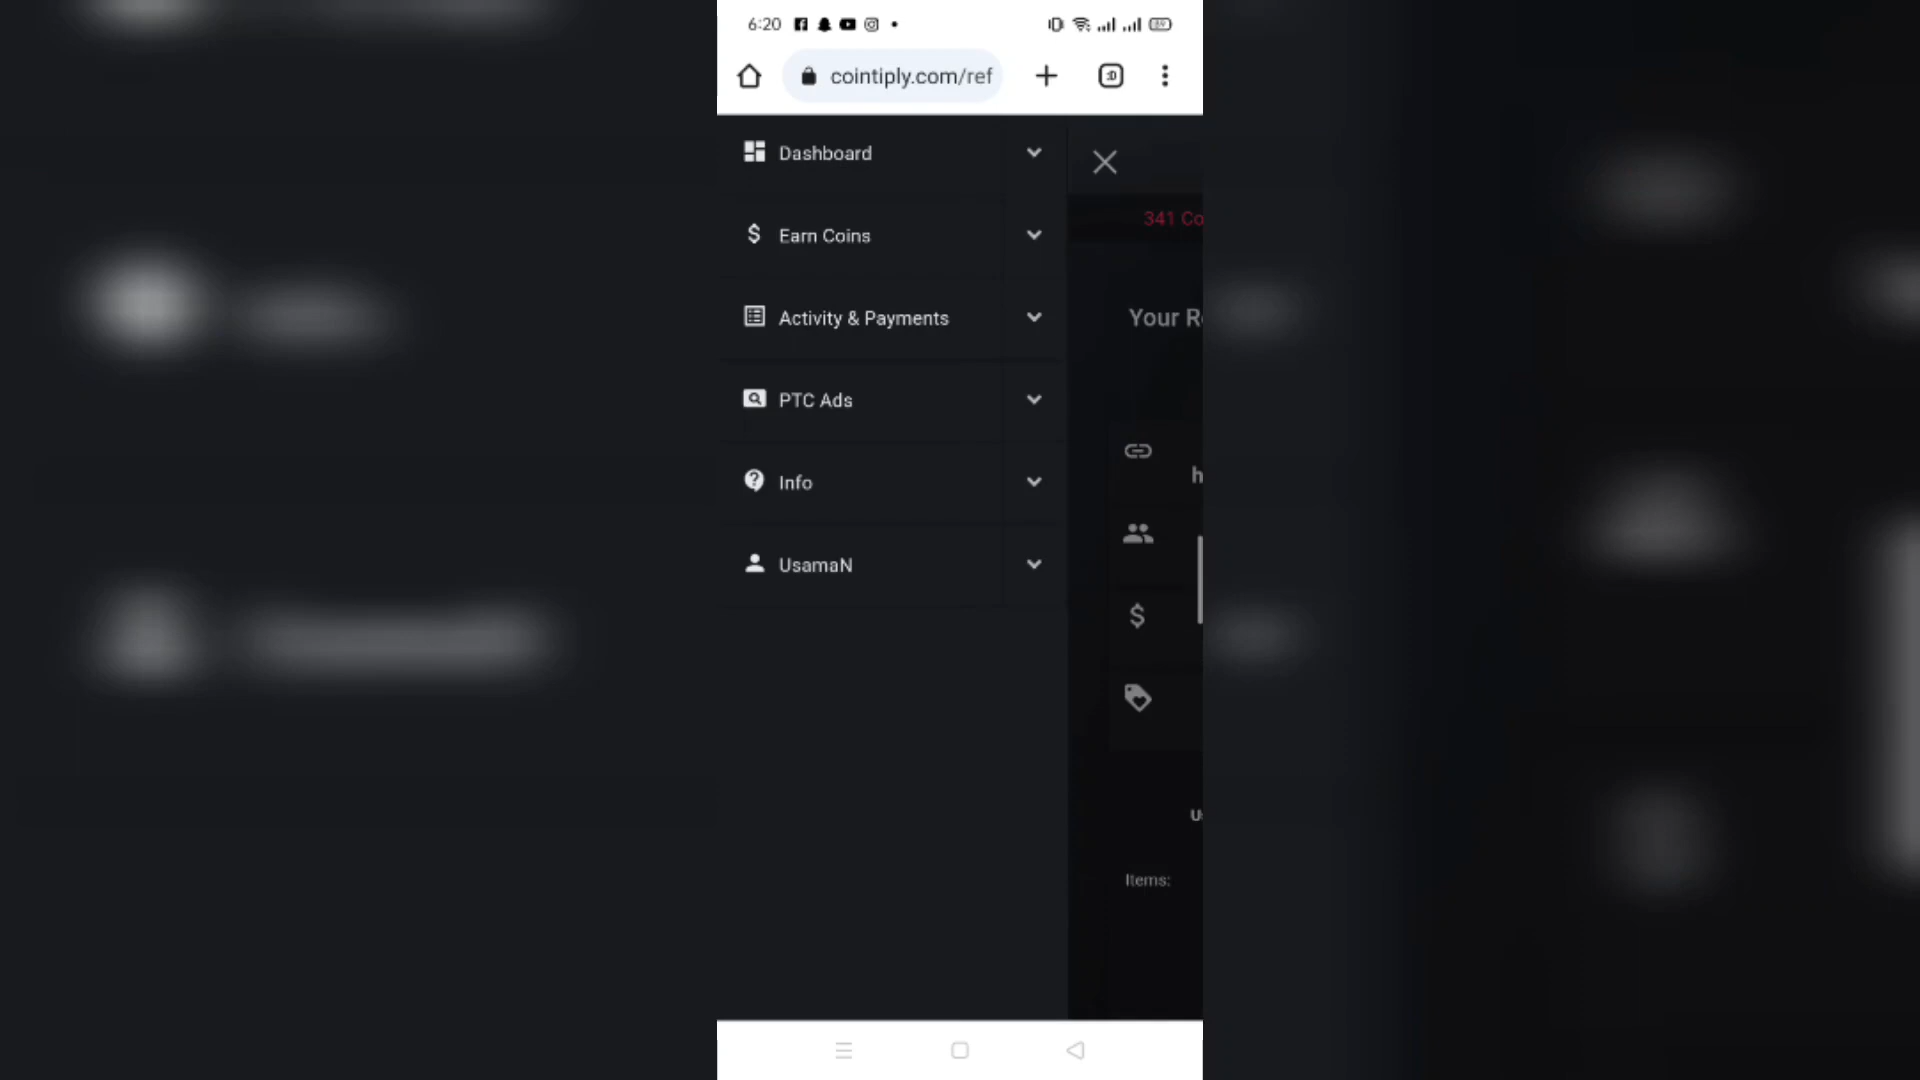 6:20
cointiply.com/ref
:D
Dashboard
341 Co
Earn Coins
Your R
Activity & Payments
PTC Ads
h
Info
UsamaN
Items: